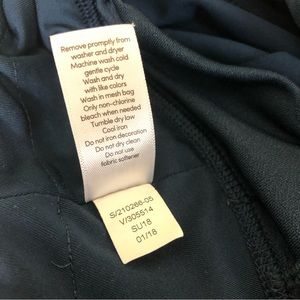 Remove promptly from
washer and dryer
Machine wash cold
gentle cycle
Wash and dry
with like colors
Wash in mesh bag
Only non-chlorine
bleach when needed
Tumble dry low
Cool iron
Do not iron decoration
Do not dry clean
Do not use
fabric softener
S/210266-05
V/305514
SU18
01/18